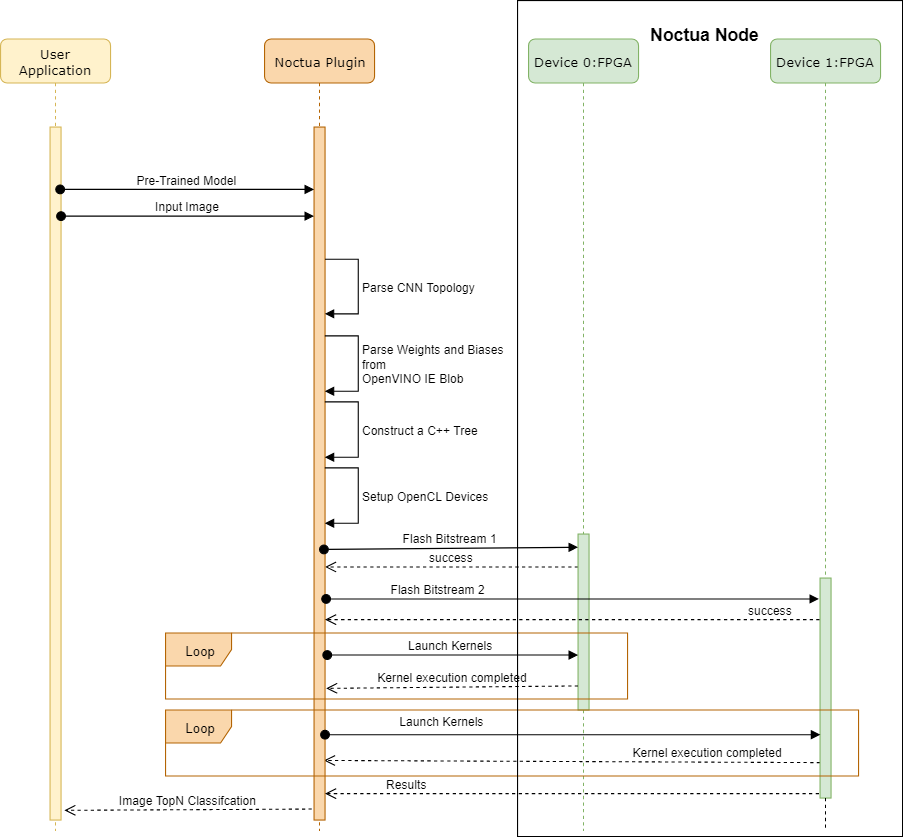 Noctua Node
User
Application
Noctua Plugin
Device 0:FPGA
Device 1:FPGA
Pre-Trained Model
Input Image
Parse CNN Topology
Parse Weights and Biases
from
OpenVINO IE Blob
Construct a C++ Tree
Setup OpenCL Devices
Flash Bitstream 1
success
Flash Bitstream 2
success
Loop
Launch Kernels
Kernel execution completed
Loop
Launch Kernels
Kernel execution completed
Results
Image TopN Classifcation